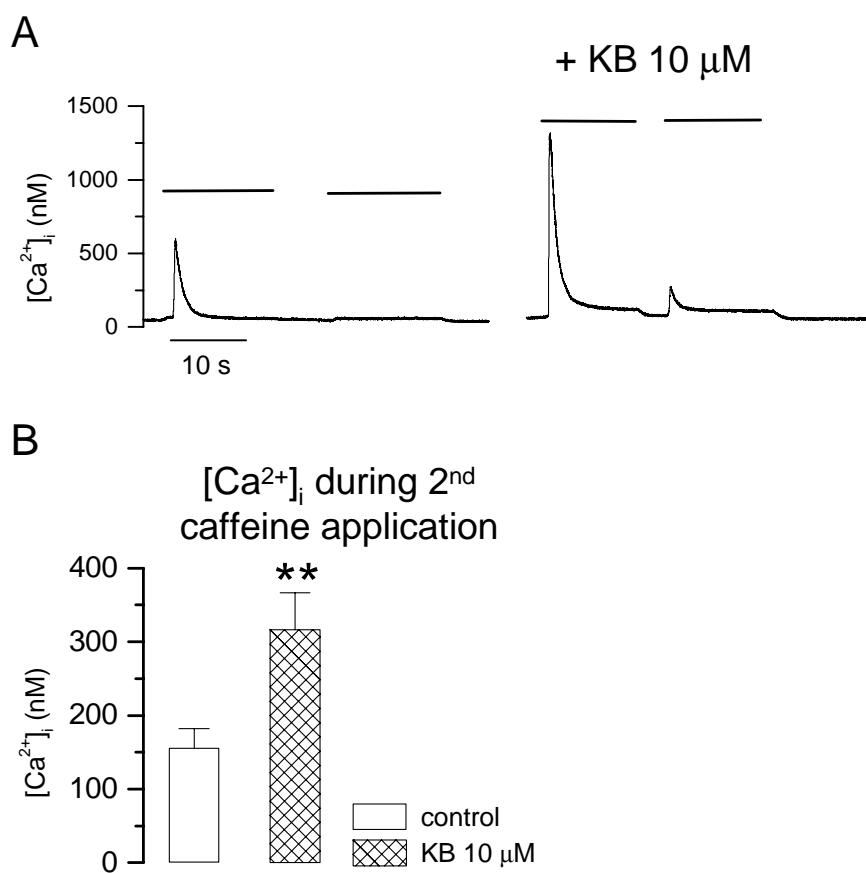 A
+ KB 10 μM
[Ca²⁺]ᵢ (nM)
1500
1000
500
0
10 s
B
[Ca²⁺]ᵢ during 2ⁿᵈ
caffeine application
[Ca²⁺]ᵢ (nM)
400
300
200
100
0
**
control
KB 10 μM